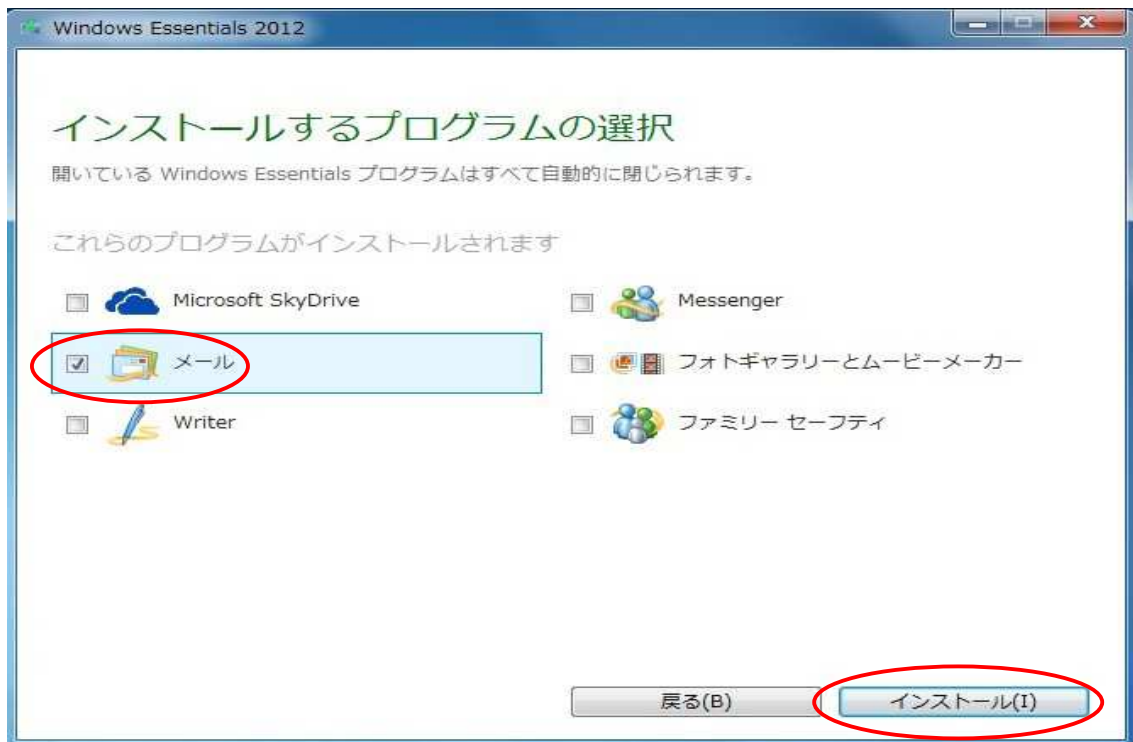 Windows Essentials 2012
インストールするプログラムの選択
開いている Windows Essentials プログラムはすべて自動的に閉じられます。
これらのプログラムがインストールされます
Microsoft SkyDrive
Messenger
メール
フォトギャラリーとムービーメーカー
Writer
ファミリー セーフティ
戻る(B)
インストール(I)